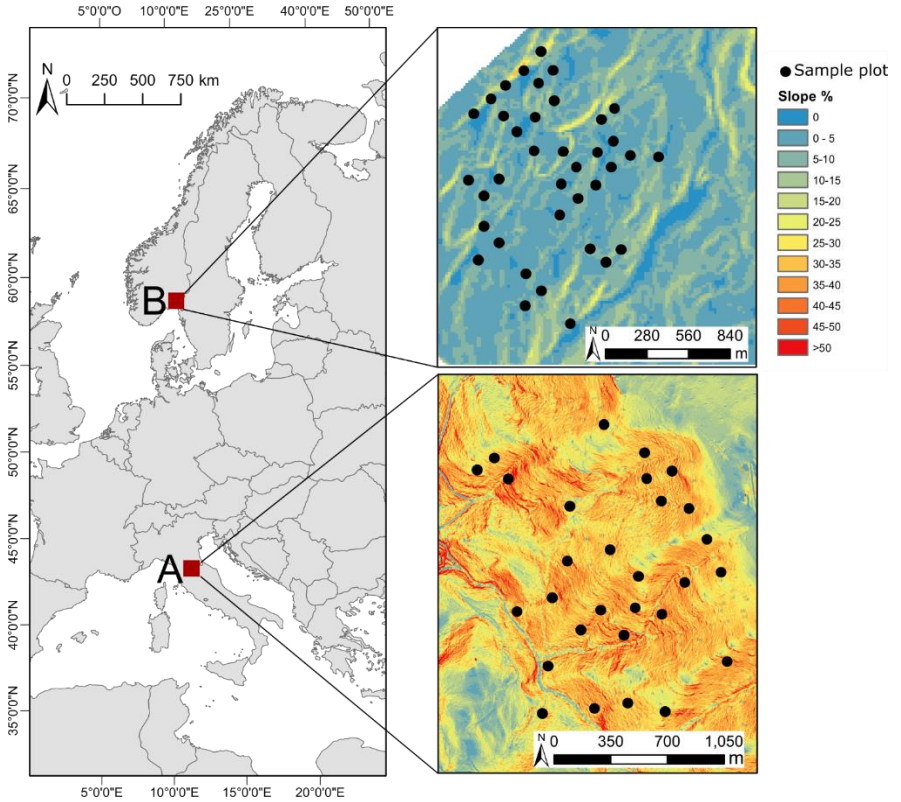 5°0'O O 10°0'0"E 25°0'0"E 40°0'0"E 50°0'0"E
N
0 250 500 750 km
70°0'0"N
65°0'0"N
60°0'0"N
55°0'0"N
50°0'0"N
45°0'0"N
40°0'0"N
35°0'0"N
B
A
5°0'0"E 10°0'0"E 15°0'0"E 20°0'0"E
N
0 280 560 840
m
N
0 350 700 1,050
m
Sample plot
Slope %
0
0 - 5
5-10
10-15
15-20
20-25
25-30
30-35
35-40
40-45
45-50
>50